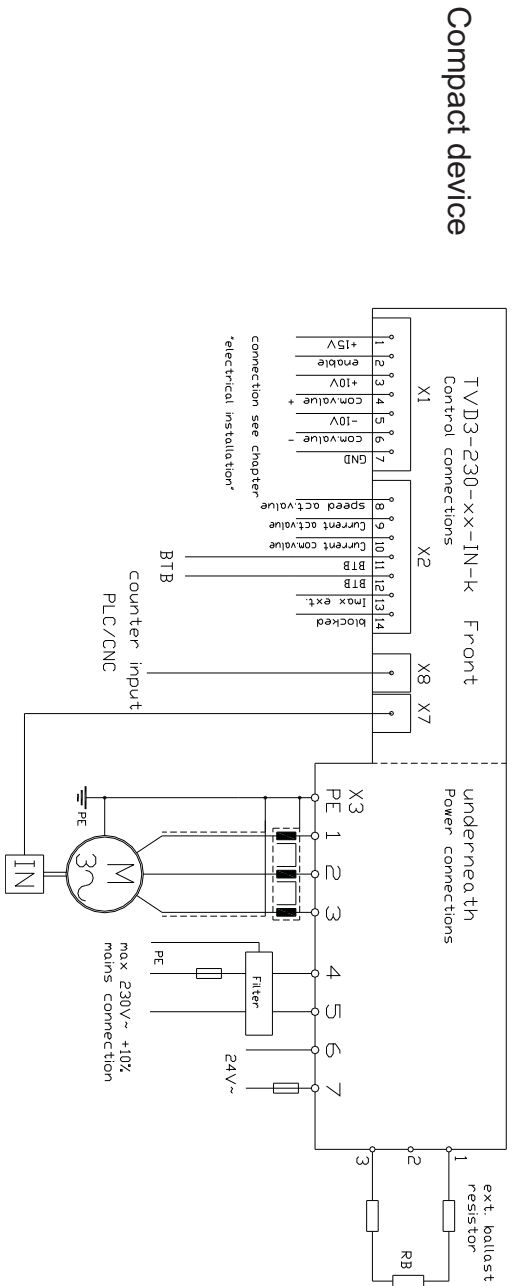 Compact device
TVD3-230-xx-IN-k Front
Control connections
underneath
Power connections
X1
X2
X8
X7
1
2
3
4
5
6
7
+15V
enable
+10V
com.value +
-10V
com.value -
GND
8
9
10
11
12
13
14
speed act.value
Current act.value
Current com.value
BTB
BTB
Imax ext.
blocked
connection see chapter
"electrical installation"
BTB
counter input
PLC/CNC
X3
PE
1
2
3
4
5
6
7
PE
M
3~
IN
Filter
PE
max 230V~ +10%
mains connection
24V~
1
2
3
ext. ballast
resistor
RB